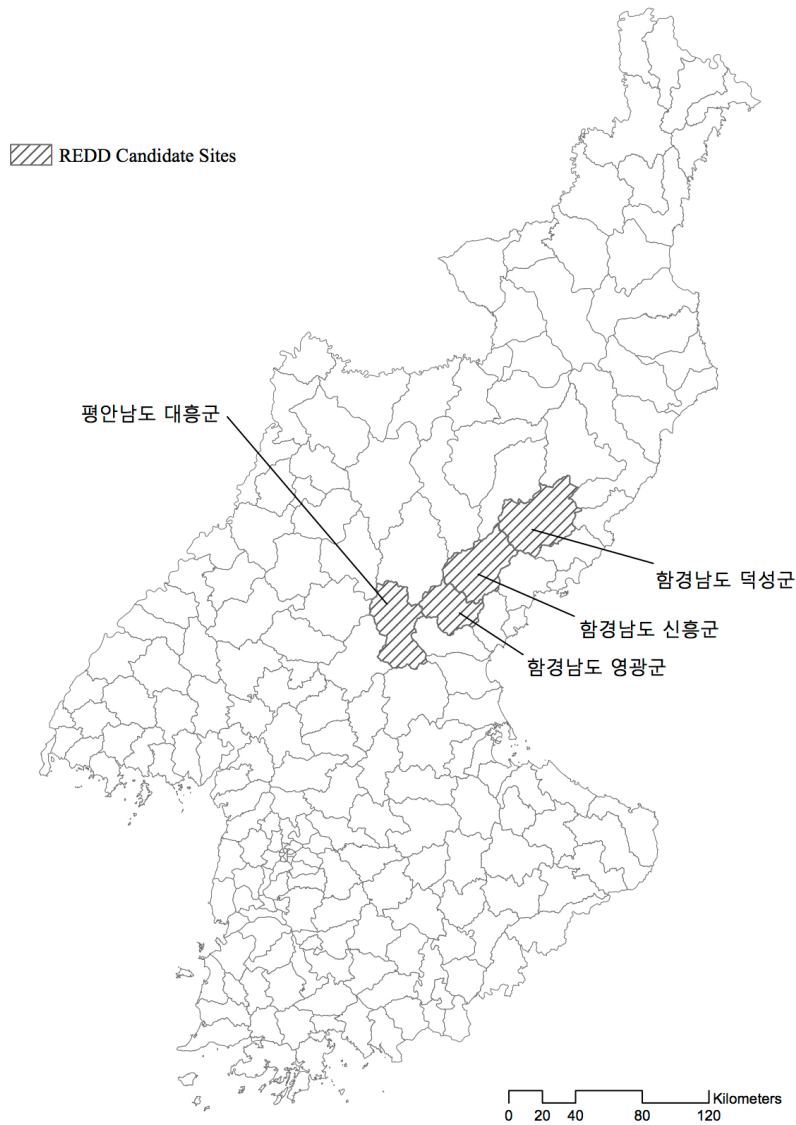 REDD Candidate Sites
평안남도 대흥군
함경남도 덕성군
함경남도 신흥군
함경남도 영광군
Kilometers
0 20 40 80 120